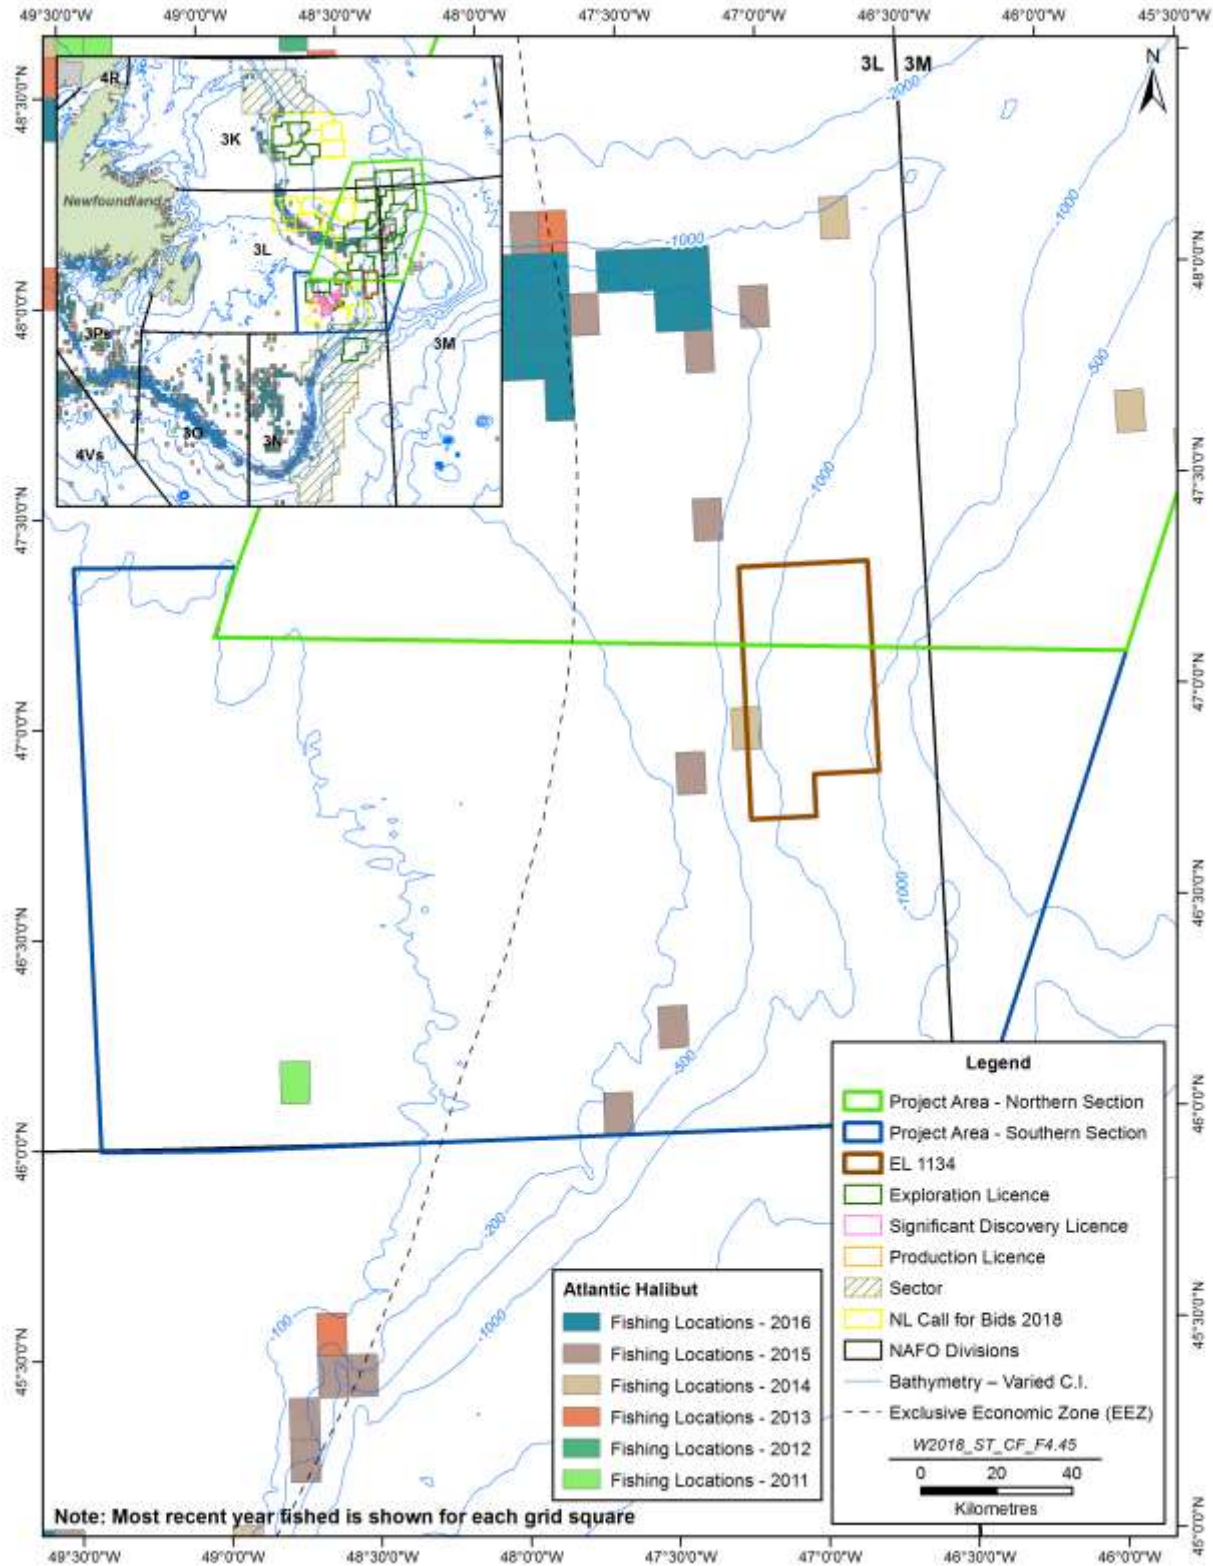 49°30'0"W 49°0'0"W 48°30'0"W 48°0'0"W 47°30'0"W 47°0'0"W 46°30'0"W 46°0'0"W 45°30'0"W
3L 3M
N
-2000
48°30'0"N
4R
3K
Newfoundland
3L
3Ps
3M
3O
3N
4Vs
-1000
-1000
-500
-1000
48°0'0"N
48°0'0"N
47°30'0"N
47°30'0"N
47°0'0"N
47°0'0"N
-1000
46°30'0"N
46°30'0"N
-500
46°0'0"N
46°0'0"N
-200
-100
-1000
45°30'0"N
45°30'0"N
45°0'0"N
Legend
Project Area - Northern Section
Project Area - Southern Section
EL 1134
Exploration Licence
Significant Discovery Licence
Production Licence
Sector
NL Call for Bids 2018
NAFO Divisions
Bathymetry – Varied C.I.
Exclusive Economic Zone (EEZ)
W2018_ST_CF_F4.45
0 20 40
Kilometres
Atlantic Halibut
Fishing Locations - 2016
Fishing Locations - 2015
Fishing Locations - 2014
Fishing Locations - 2013
Fishing Locations - 2012
Fishing Locations - 2011
Note: Most recent year fished is shown for each grid square
49°30'0"W 49°0'0"W 48°30'0"W 48°0'0"W 47°30'0"W 47°0'0"W 46°30'0"W 46°0'0"W